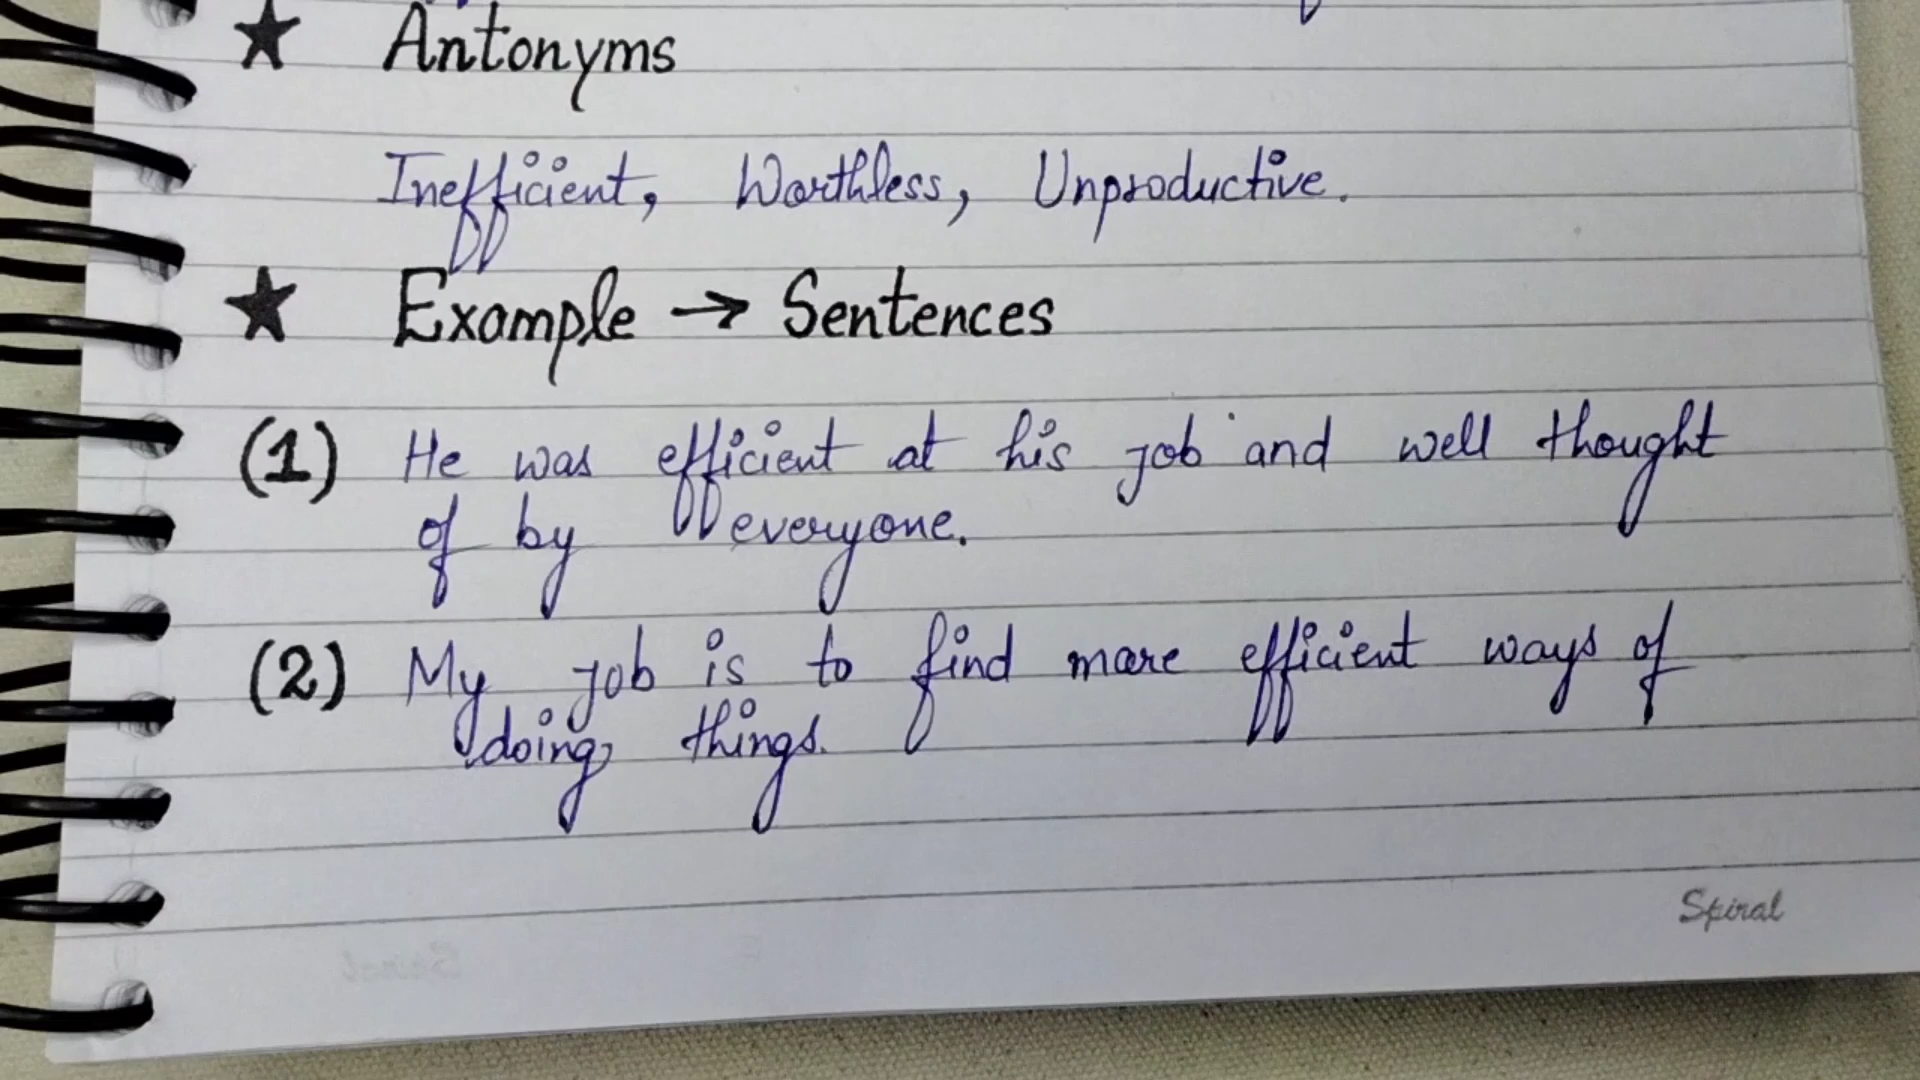 ★ Antonyms
Inefficient, Worthless, Unproductive.
★ Example → Sentences
(1) He was efficient at his job and well thought
of by everyone.
(2) My job is to find more efficient ways of
doing things.
Spiral